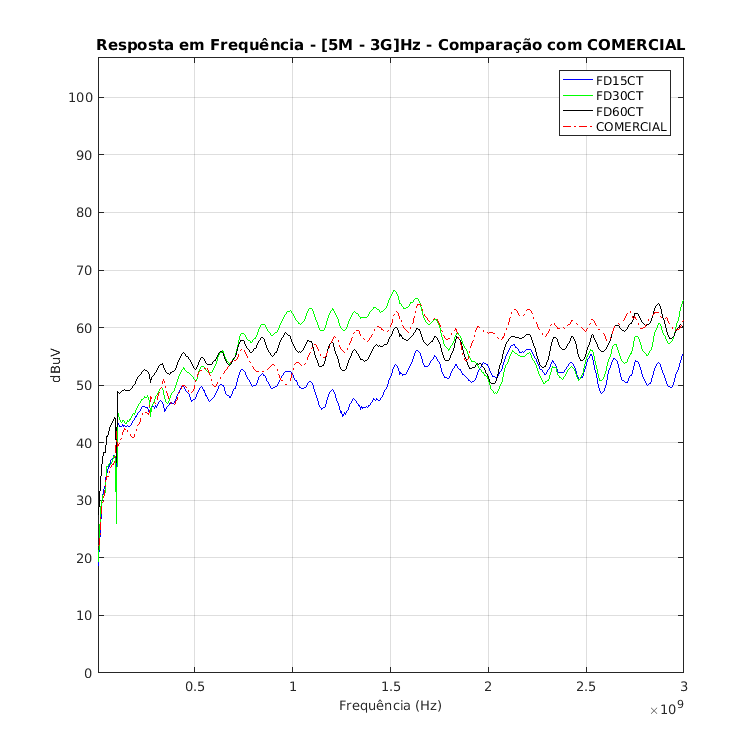 Resposta em Frequência - [5M - 3G]Hz - Comparação com COMERCIAL
FD15CT
FD30CT
FD60CT
COMERCIAL
100
90
80
70
60
50
40
30
20
10
0
dBuV
0.5
1
1.5
2
2.5
3
Frequência (Hz)
×10⁹